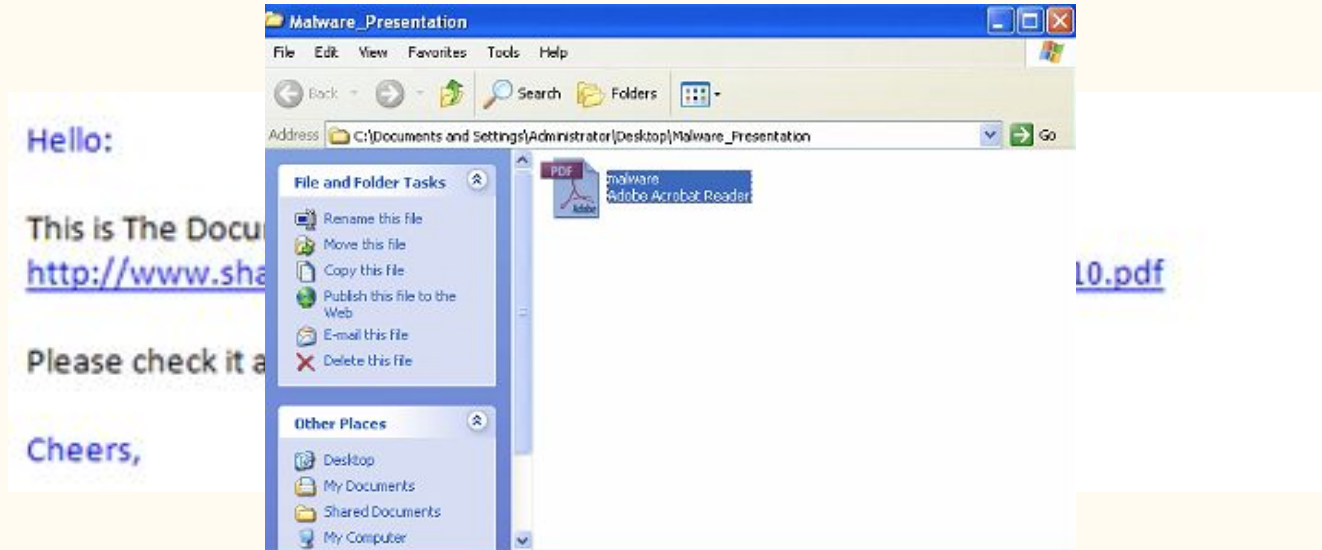 Malware_Presentation
File Edit View Favorites Tools Help
Back Search Folders
Address C:\Documents and Settings\Administrator\Desktop\Malware_Presentation Go
File and Folder Tasks
Rename this file
Move this file
Copy this file
Publish this file to the
Web
E-mail this file
Delete this file
Other Places
Desktop
My Documents
Shared Documents
My Computer
PDF
Adobe
malware
Adobe Acrobat Reader
Hello:
This is The Docu
http://www.sha
10.pdf
Please check it a
Cheers,